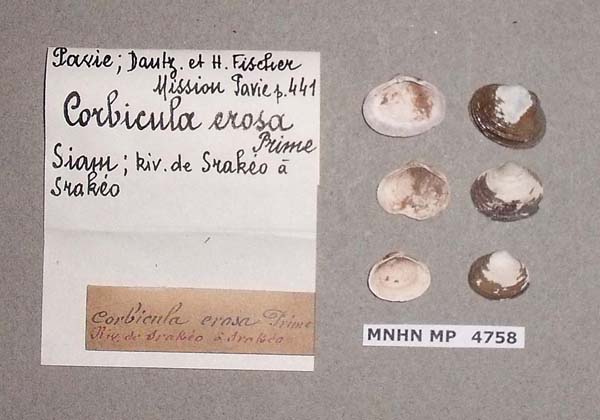 Pavie; Dautz. et H. Fischer
Mission Pavie p.441
Corbicula erosa
Prime
Siam; riv. de Srakéo à
Srakéo
Corbicula erosa Prime
Riv. de Srakéo à Srakéo
MNHN MP 4758